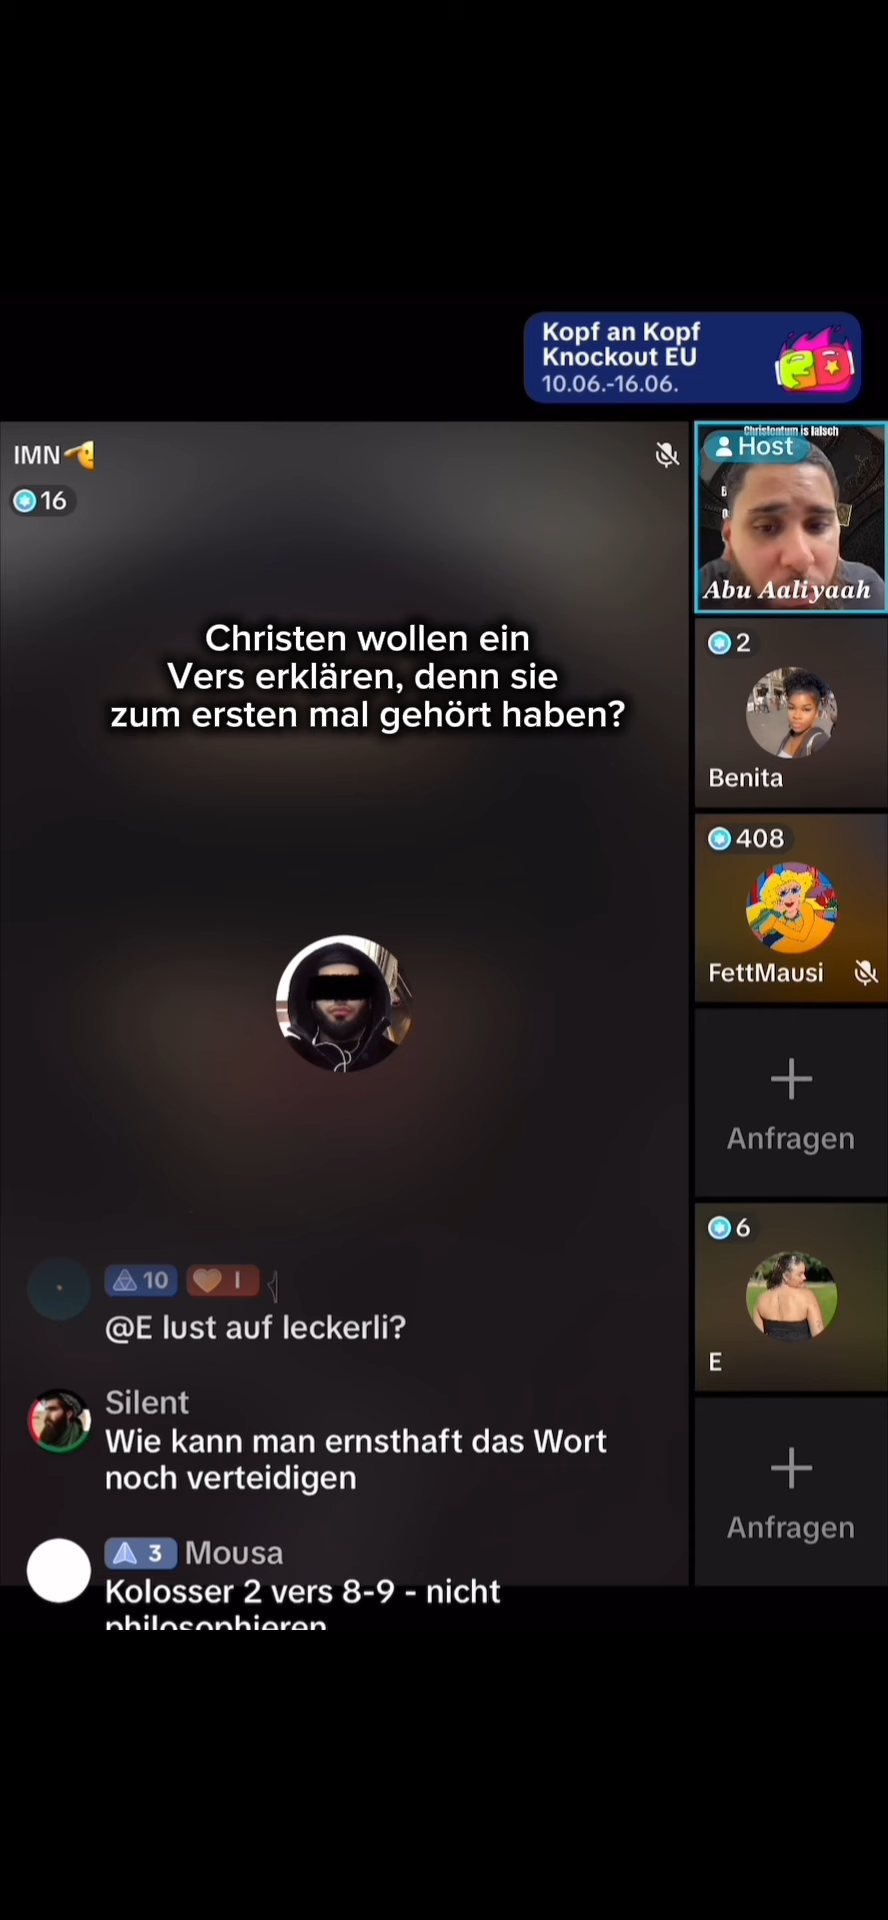 Kopf an Kopf
Knockout EU
10.06.-16.06.
IMN
16
Christentum is falsch
Host
Abu Aaliyaah
Christen wollen ein
Vers erklären, denn sie
zum ersten mal gehört haben?
2
Benita
408
FettMausi
Anfragen
6
E
Anfragen
10 I
@E lust auf leckerli?
Silent
Wie kann man ernsthaft das Wort
noch verteidigen
3 Mousa
Kolosser 2 vers 8-9 - nicht
philosophieren